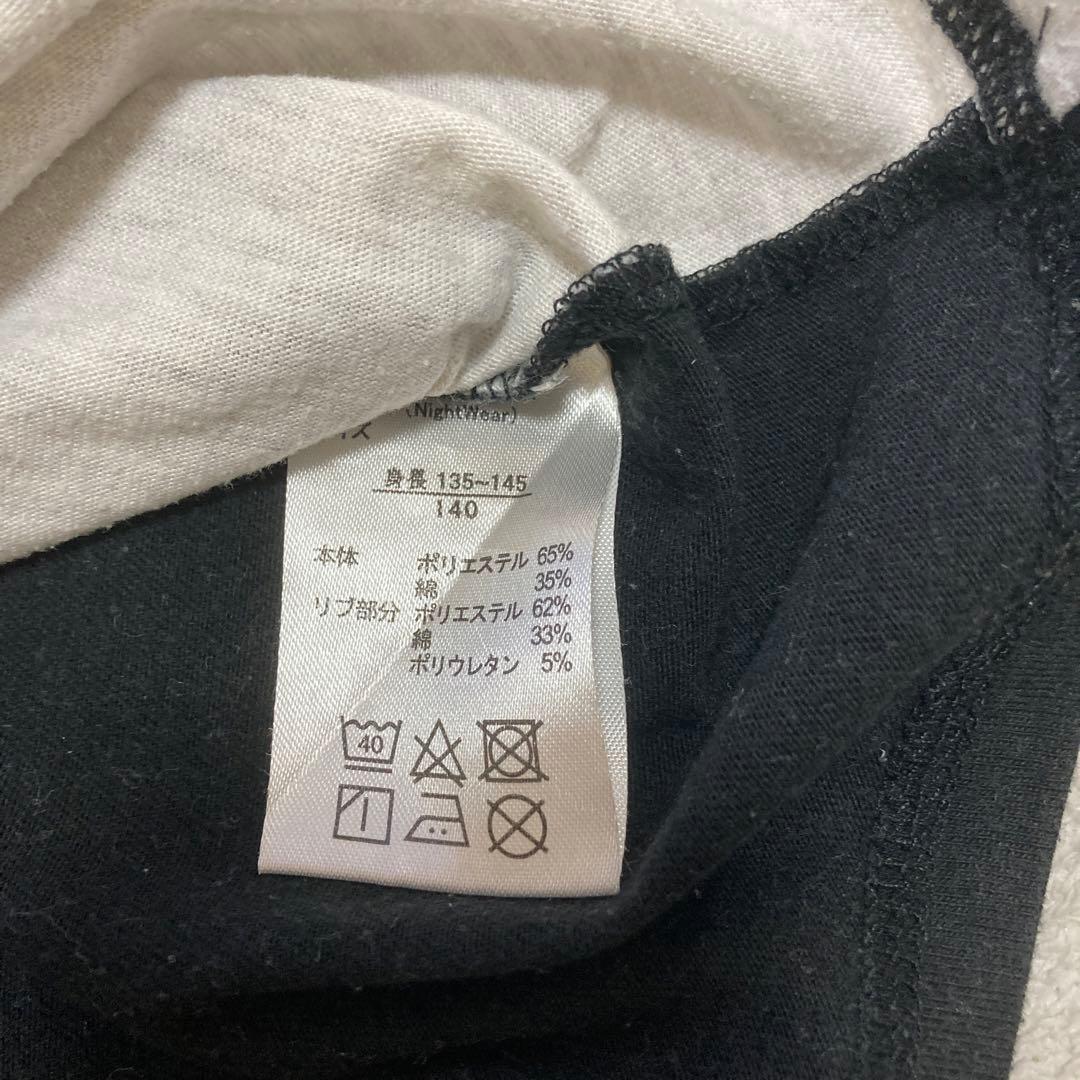 (NightWear)
イズ
身長 135~145
140
本体 ポリエステル 65%
綿 35%
リブ部分 ポリエステル 62%
綿 33%
ポリウレタン 5%
40